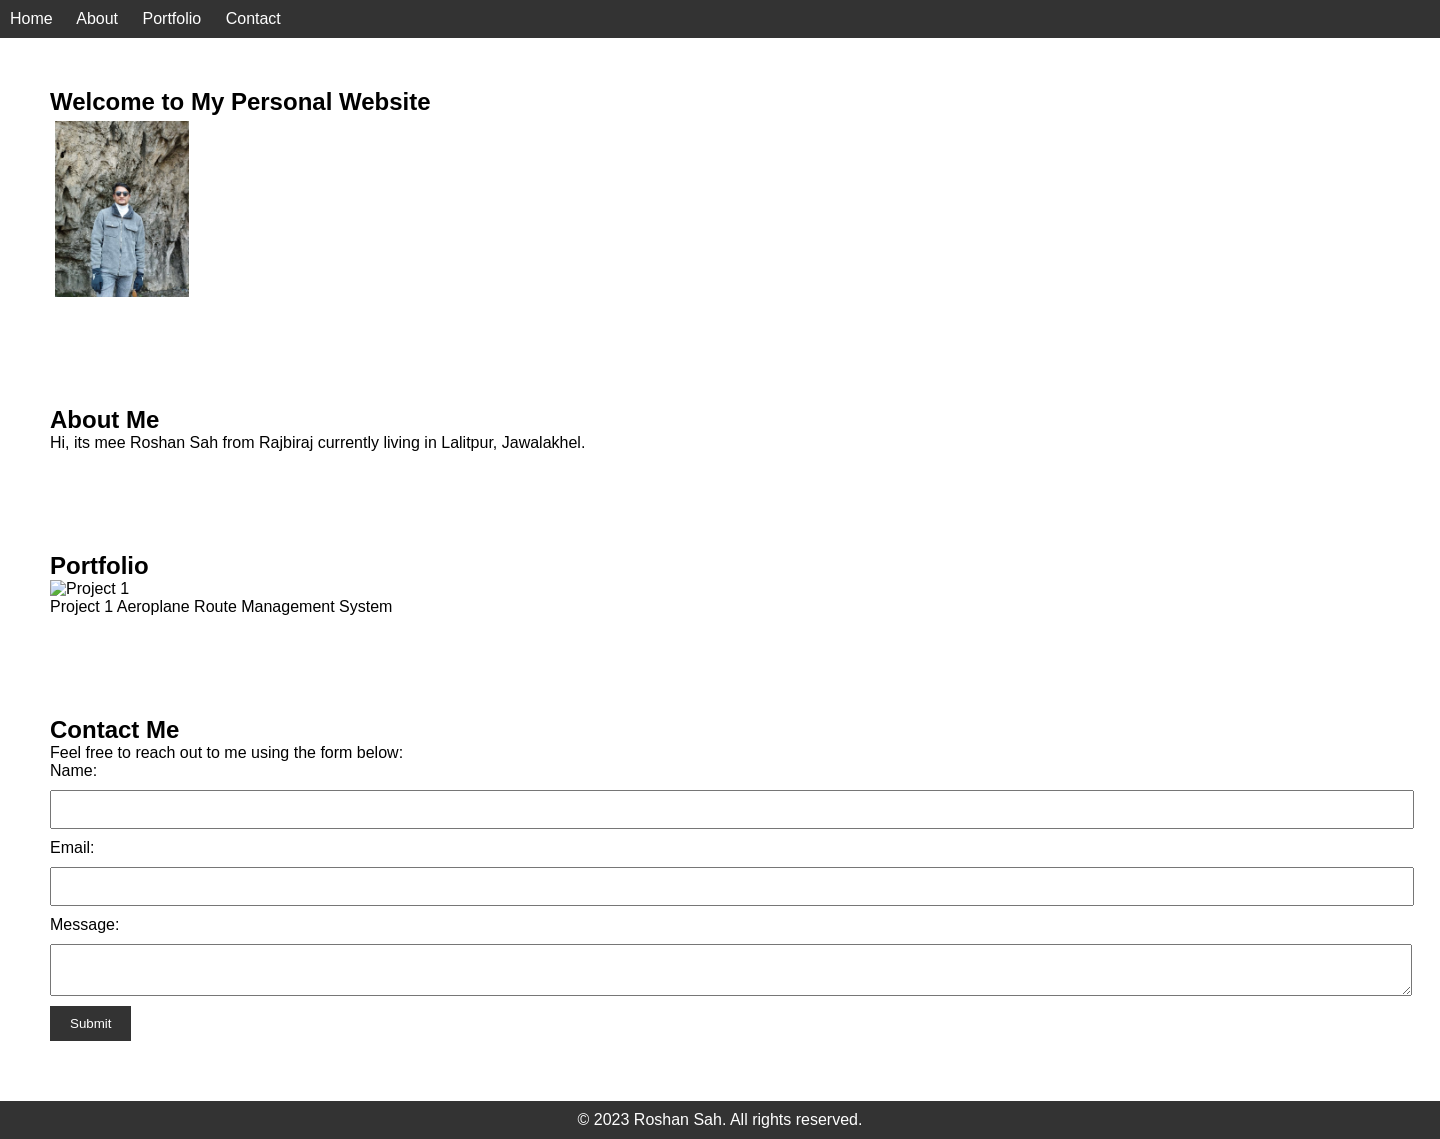 Home About Portfolio Contact
Welcome to My Personal Website
About Me
Hi, its mee Roshan Sah from Rajbiraj currently living in Lalitpur, Jawalakhel.
Portfolio
Project 1
Project 1 Aeroplane Route Management System
Contact Me
Feel free to reach out to me using the form below:
Name:
Email:
Message:
Submit
© 2023 Roshan Sah. All rights reserved.